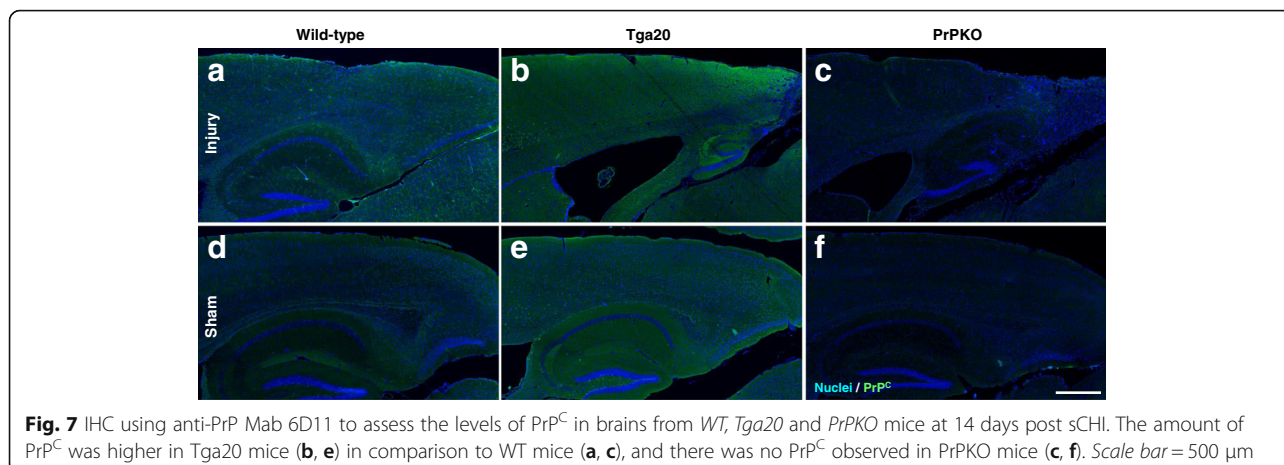 Wild-type Tga20 PrPKO
a b c
Injury
d e f
Sham
Nuclei / PrPᶜ
Fig. 7 IHC using anti-PrP Mab 6D11 to assess the levels of PrPᶜ in brains from WT, Tga20 and PrPKO mice at 14 days post sCHI. The amount of
PrPᶜ was higher in Tga20 mice (b, e) in comparison to WT mice (a, c), and there was no PrPᶜ observed in PrPKO mice (c, f). Scale bar = 500 μm